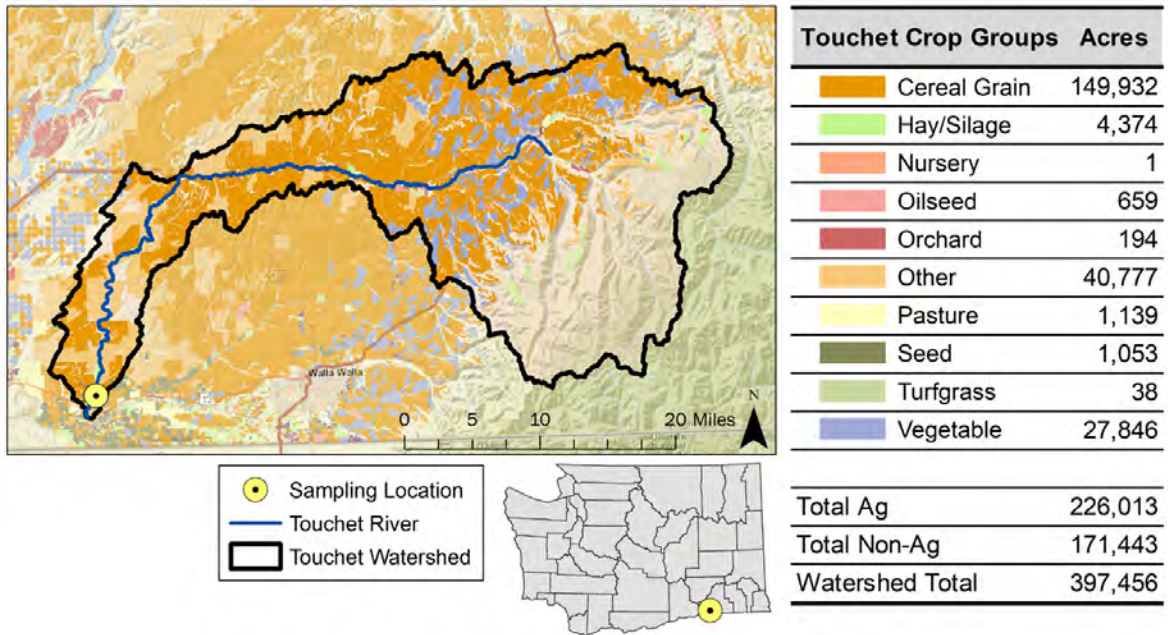 Walla Walla
0 5 10 20 Miles
N
Sampling Location
Touchet River
Touchet Watershed
Touchet Crop Groups Acres
Cereal Grain 149,932
Hay/Silage 4,374
Nursery 1
Oilseed 659
Orchard 194
Other 40,777
Pasture 1,139
Seed 1,053
Turfgrass 38
Vegetable 27,846
Total Ag 226,013
Total Non-Ag 171,443
Watershed Total 397,456